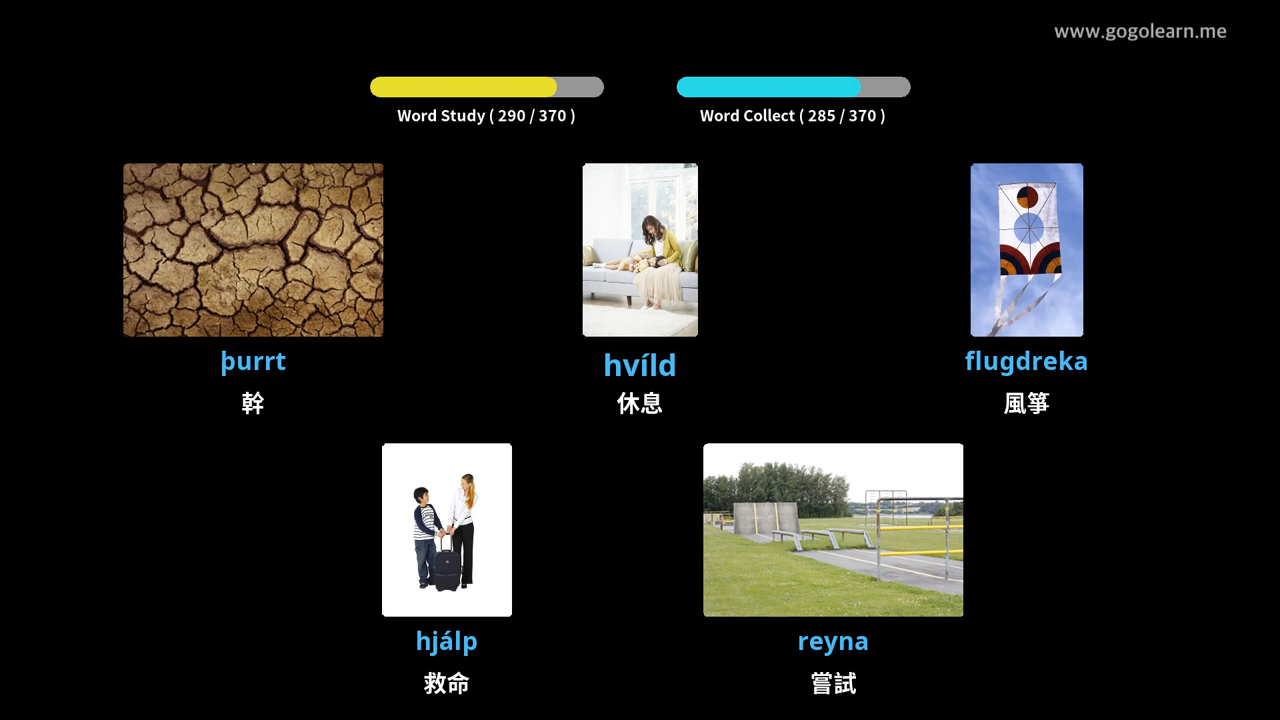 www.gogolearn.me
Word Study ( 290 / 370 )
Word Collect ( 285 / 370 )
þurrt
幹
hvíld
休息
flugdreka
風箏
hjálp
救命
reyna
嘗試